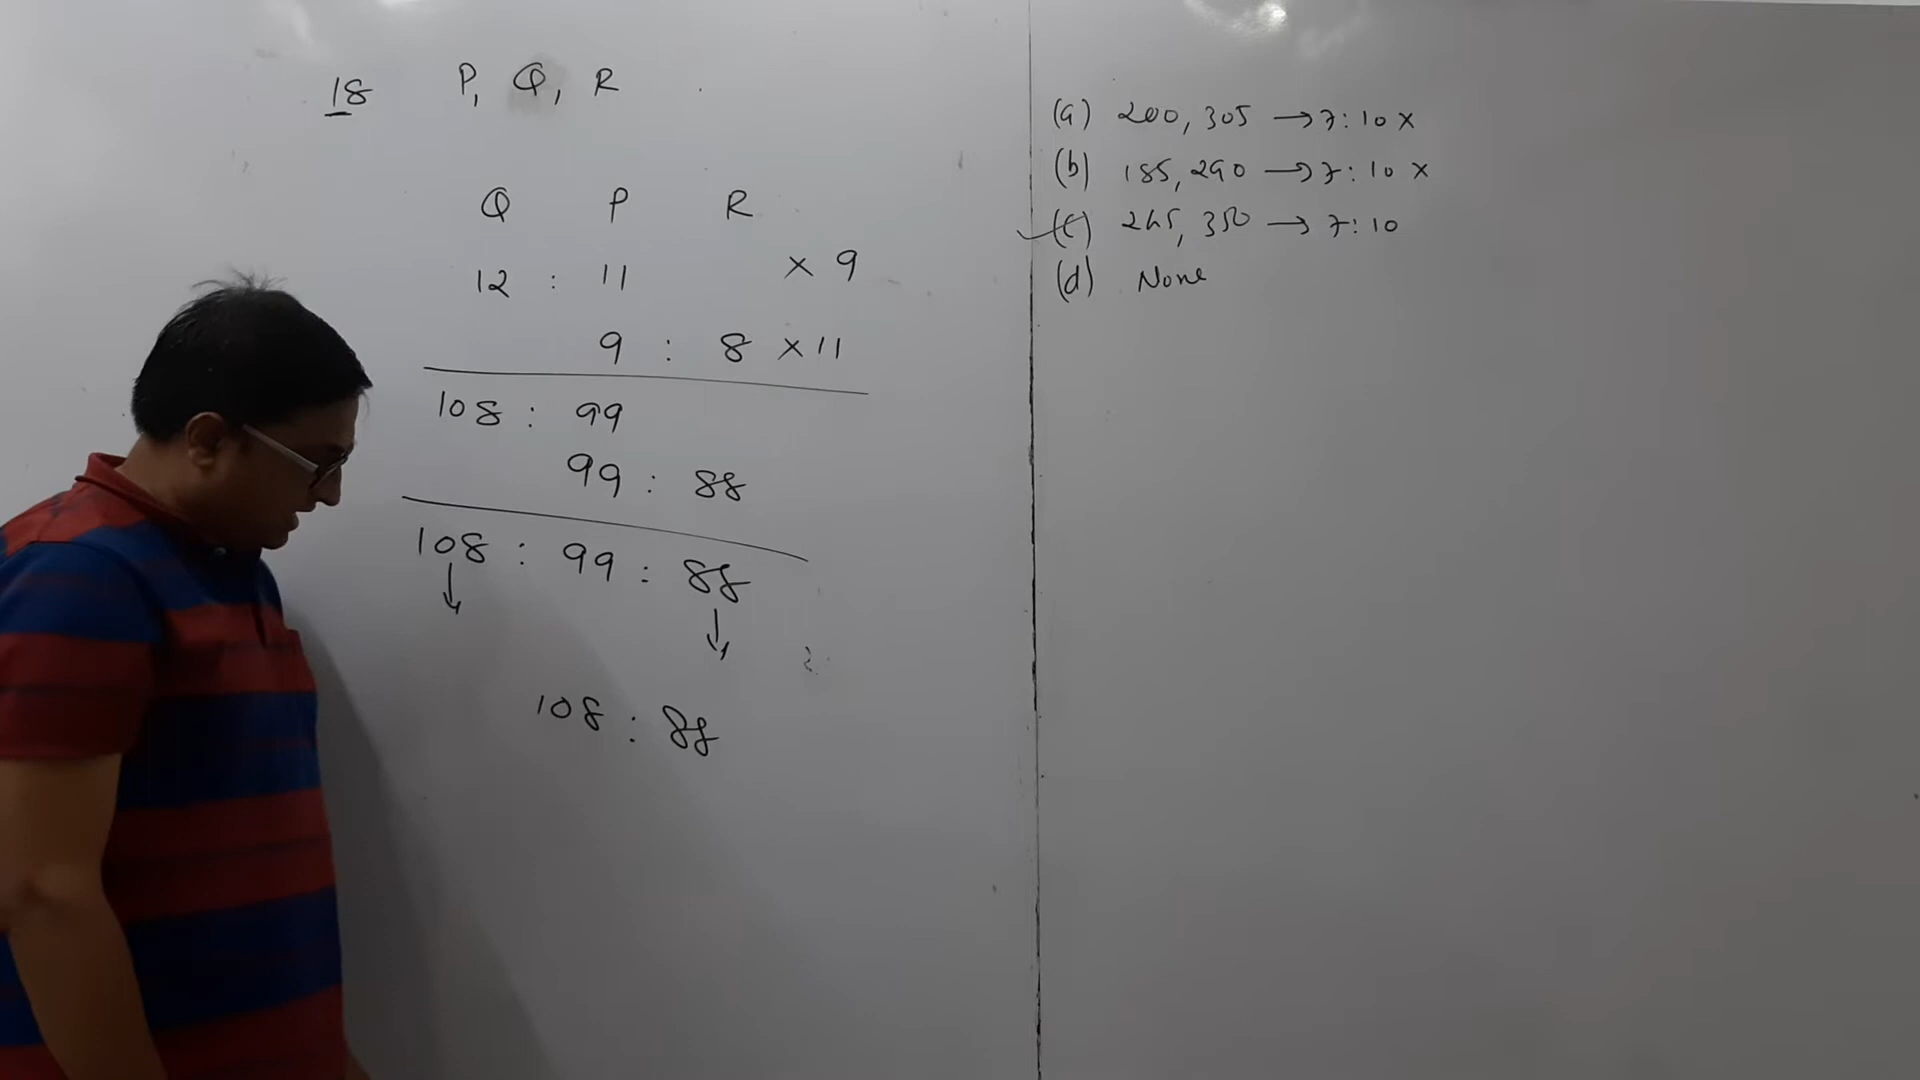 18 P, Q, R
Q P R
12 : 11 × 9
9 : 8 × 11
108 : 99
99 : 88
108 : 99 : 88
108 : 88
(a) 200, 305 → 7:10 ×
(b) 185, 290 → 7:10 ×
(c) 245, 350 → 7:10
(d) None